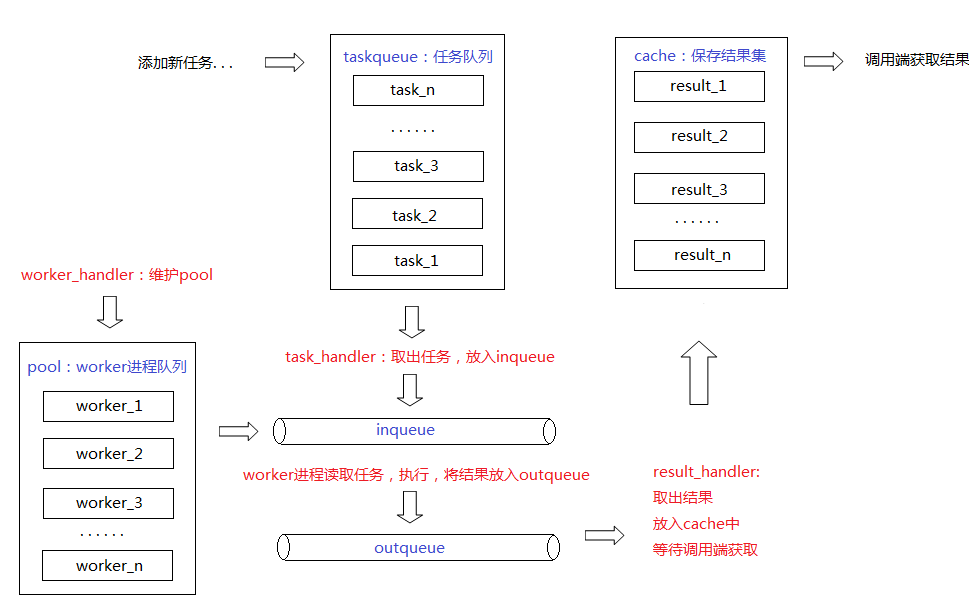 添加新任务...
taskqueue：任务队列
task_n
......
task_3
task_2
task_1
cache：保存结果集
result_1
result_2
result_3
......
result_n
调用端获取结果
worker_handler：维护pool
pool：worker进程队列
worker_1
worker_2
worker_3
......
worker_n
task_handler：取出任务，放入inqueue
inqueue
worker进程读取任务，执行，将结果放入outqueue
outqueue
result_handler:
取出结果
放入cache中
等待调用端获取